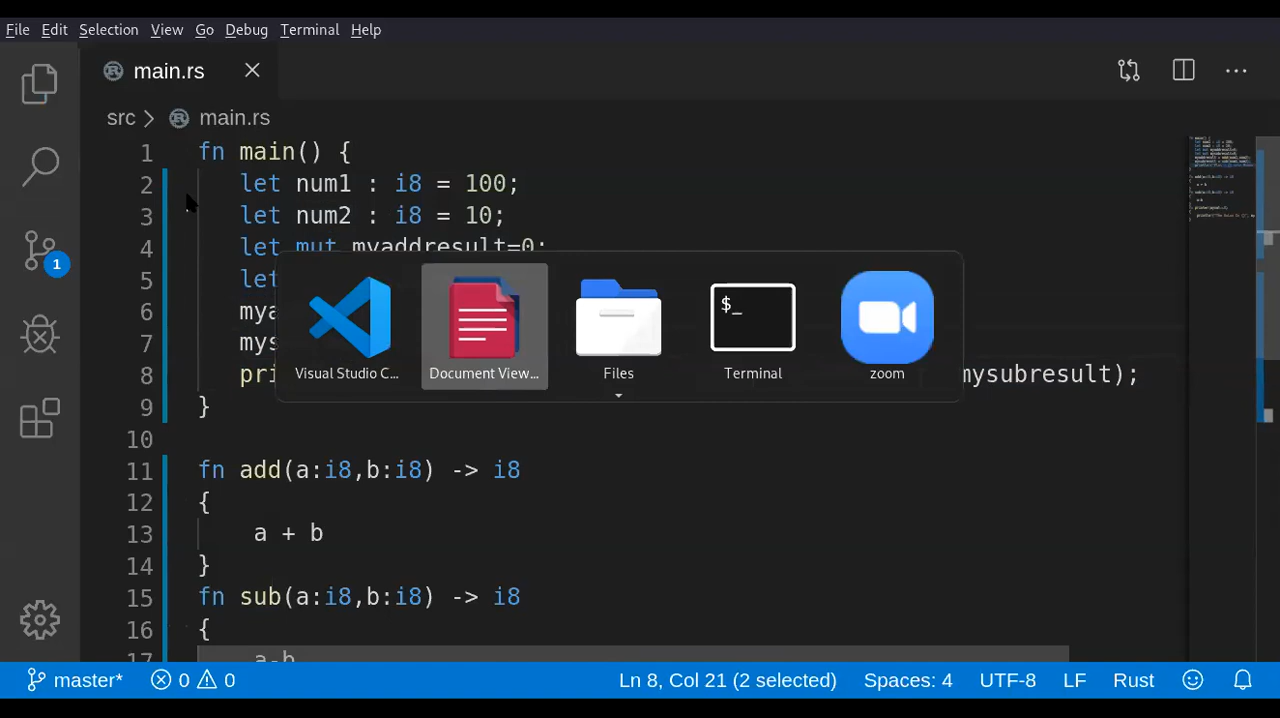 File Edit Selection View Go Debug Terminal Help
main.rs
src main.rs
1 fn main() {
2 let num1 : i8 = 100;
3 let num2 : i8 = 10;
4 let mut myaddresult=0;
5 let
6 mya
7 mys
8 pri mysubresult);
9 }
10
11 fn add(a:i8,b:i8) -> i8
12 {
13 a + b
14 }
15 fn sub(a:i8,b:i8) -> i8
16 {
17 a-b
$_
Visual Studio C... Document View... Files Terminal zoom
1
master* 0 0 Ln 8, Col 21 (2 selected) Spaces: 4 UTF-8 LF Rust